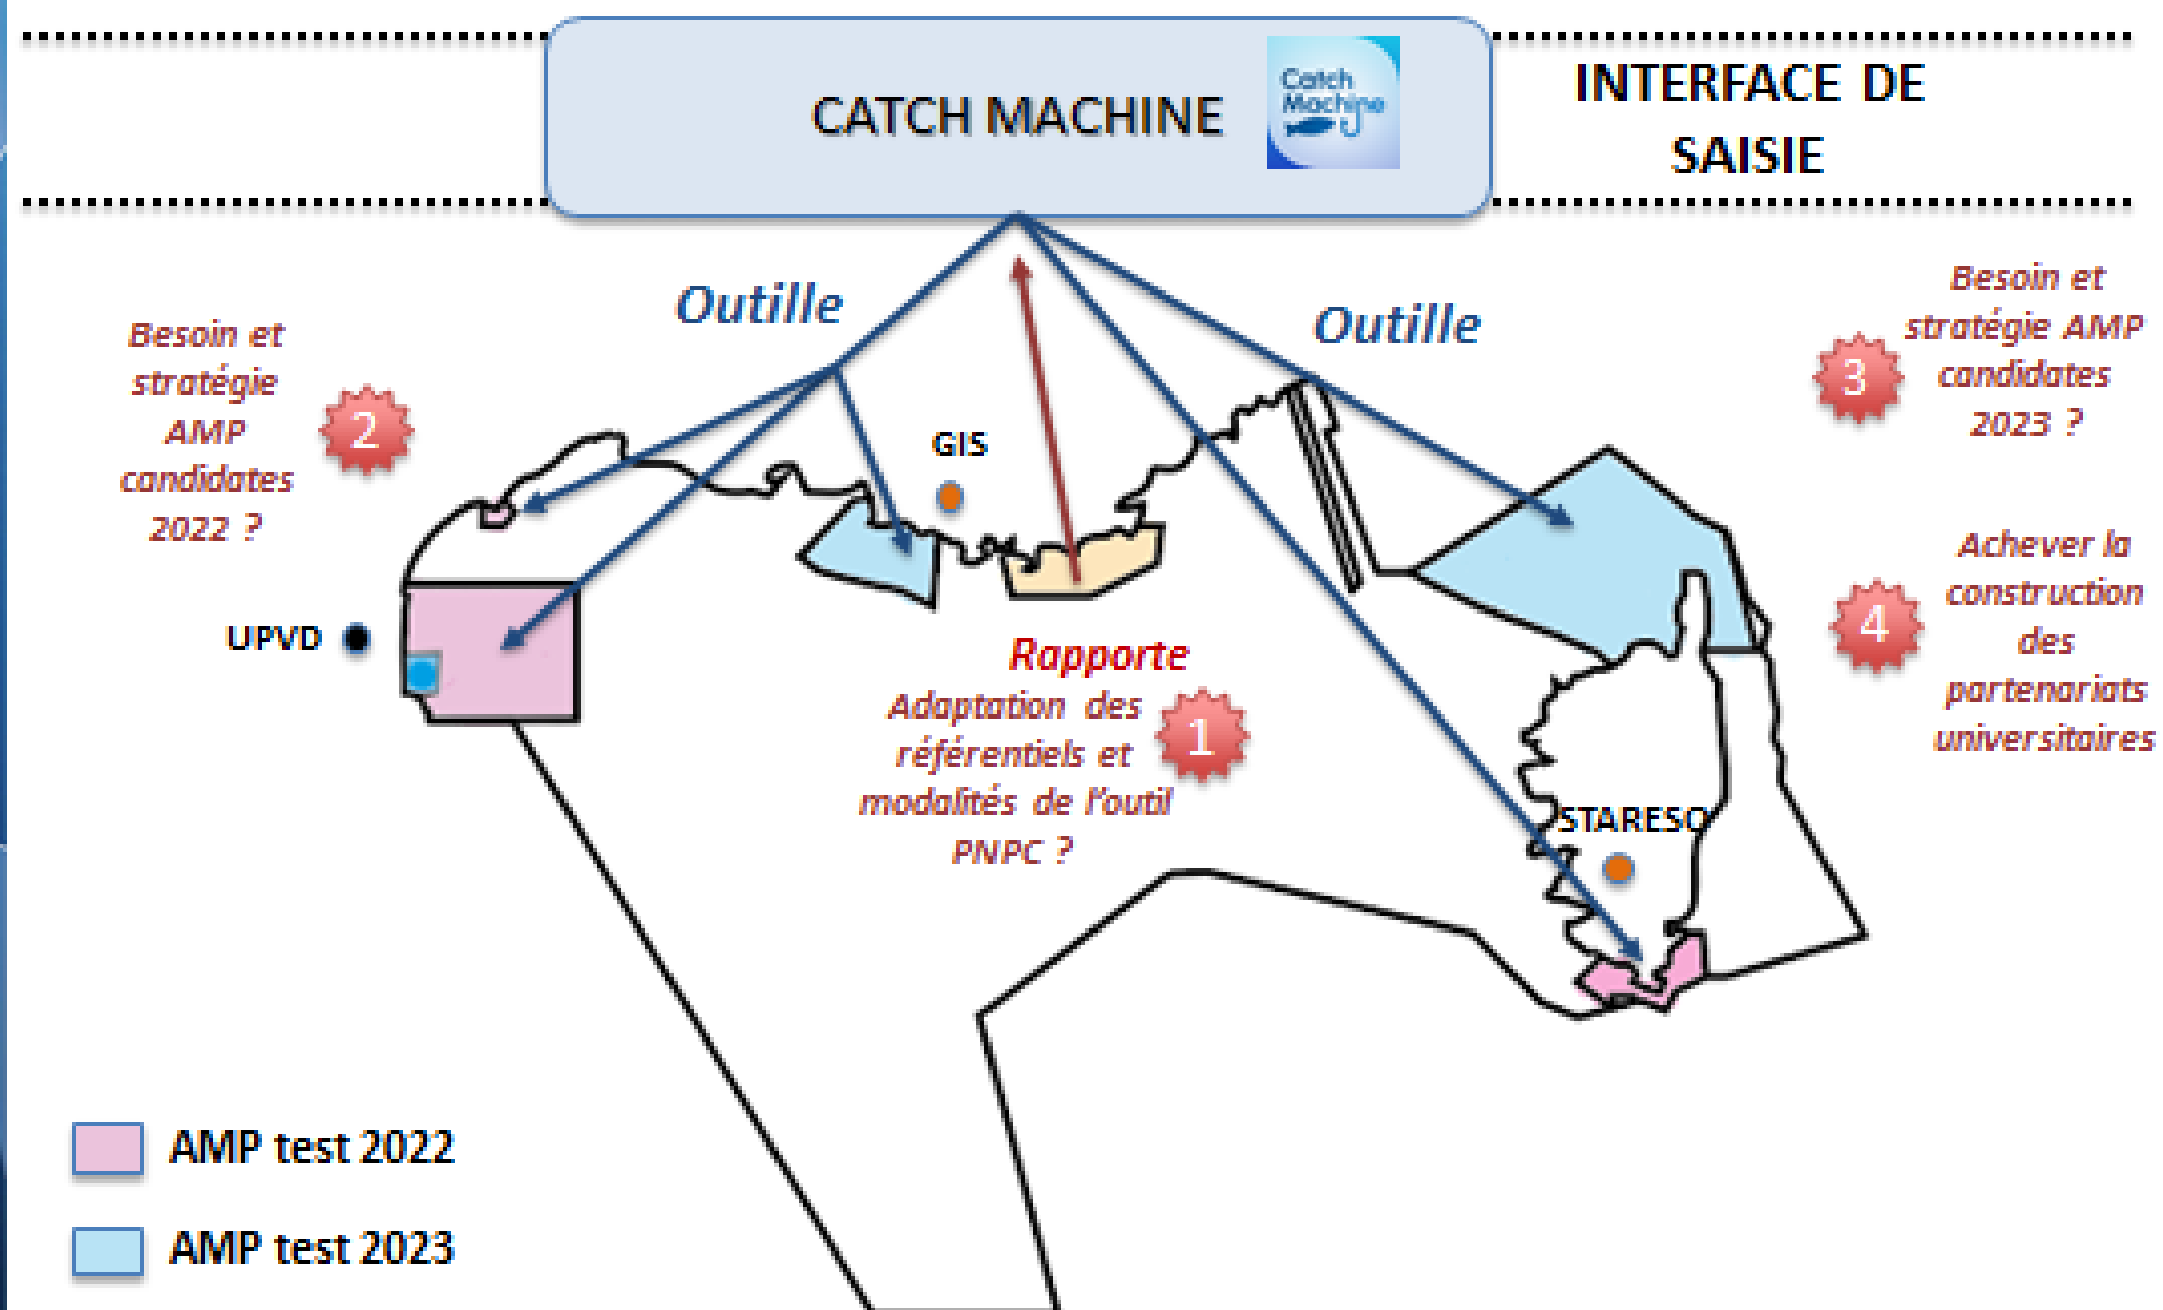 CATCH MACHINE
Catch
Machine
INTERFACE DE
SAISIE
Outille
Outille
Besoin et
stratégie
AMP
candidates
2022 ?
2
GIS
Besoin et
stratégie AMP
candidates
2023 ?
3
UPVD
Rapporte
Adaptation des
référentiels et
modalités de l'outil
PNPC ?
1
Achever la
construction
des
partenariats
universitaires
4
STARESO
AMP test 2022
AMP test 2023